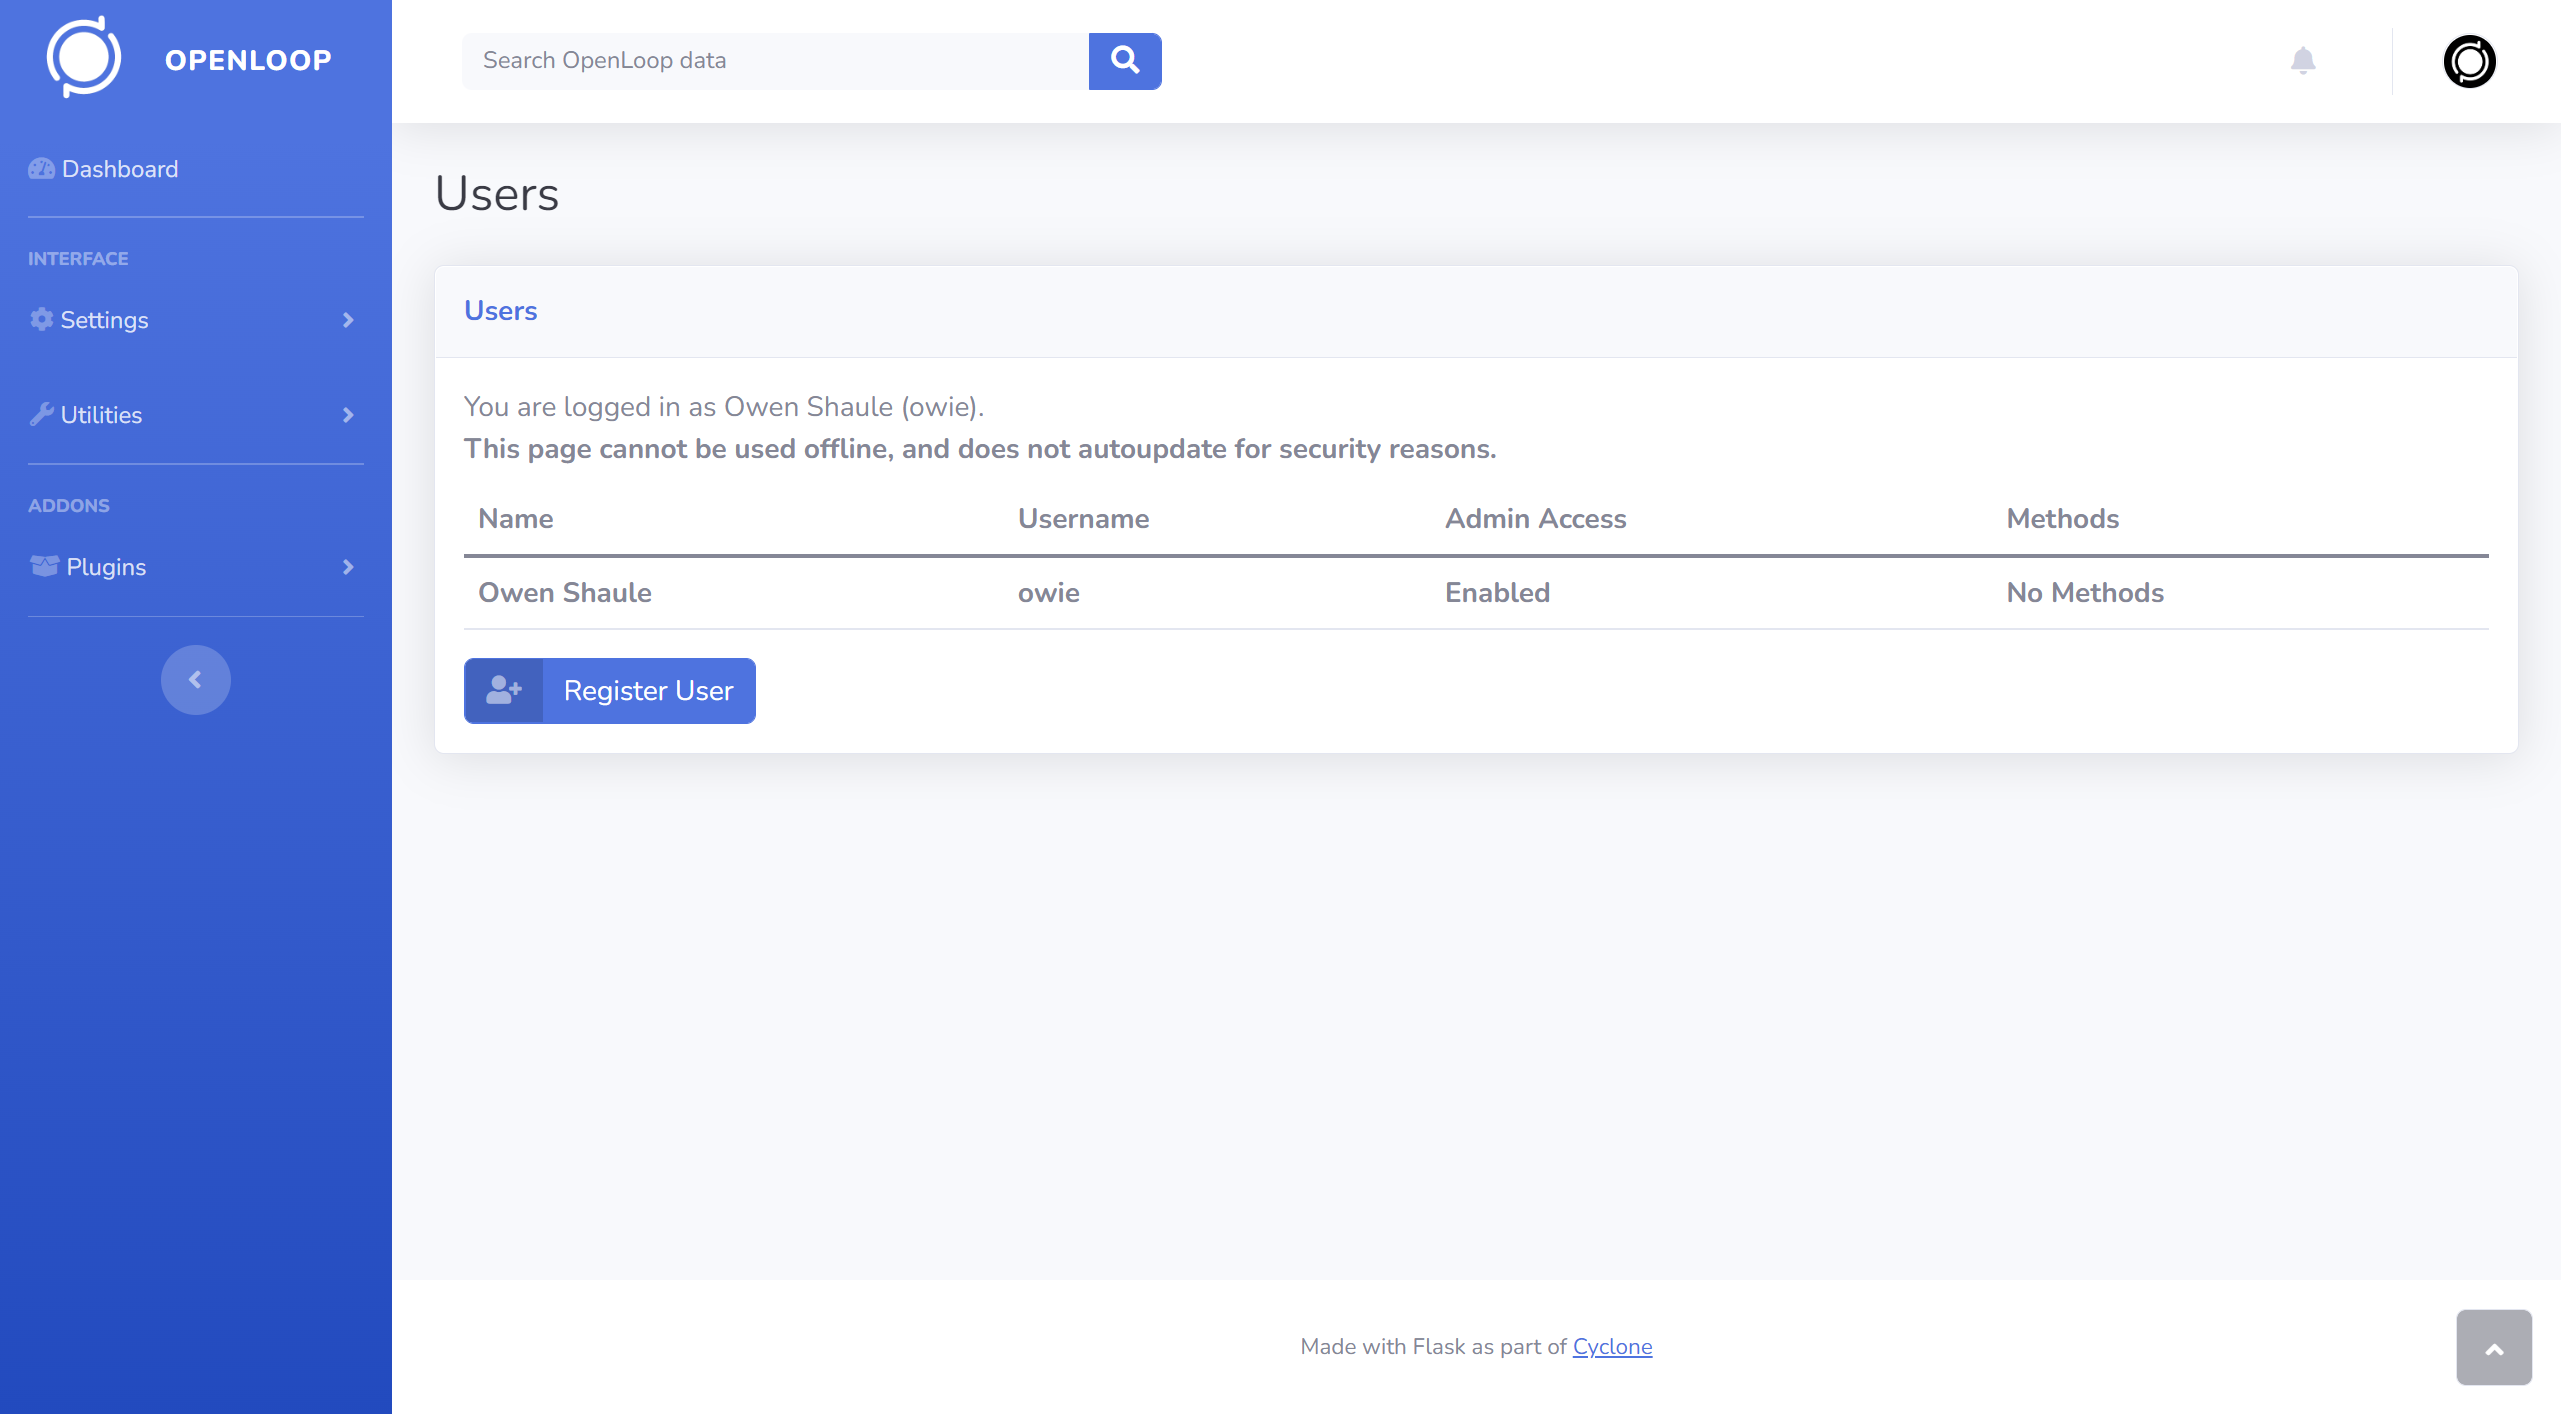 OPENLOOP
Dashboard
INTERFACE
Settings
Utilities
ADDONS
Plugins
Search OpenLoop data
Users
Users
You are logged in as Owen Shaule (owie).
This page cannot be used offline, and does not autoupdate for security reasons.
Name Username Admin Access Methods
Owen Shaule owie Enabled No Methods
Register User
Made with Flask as part of Cyclone